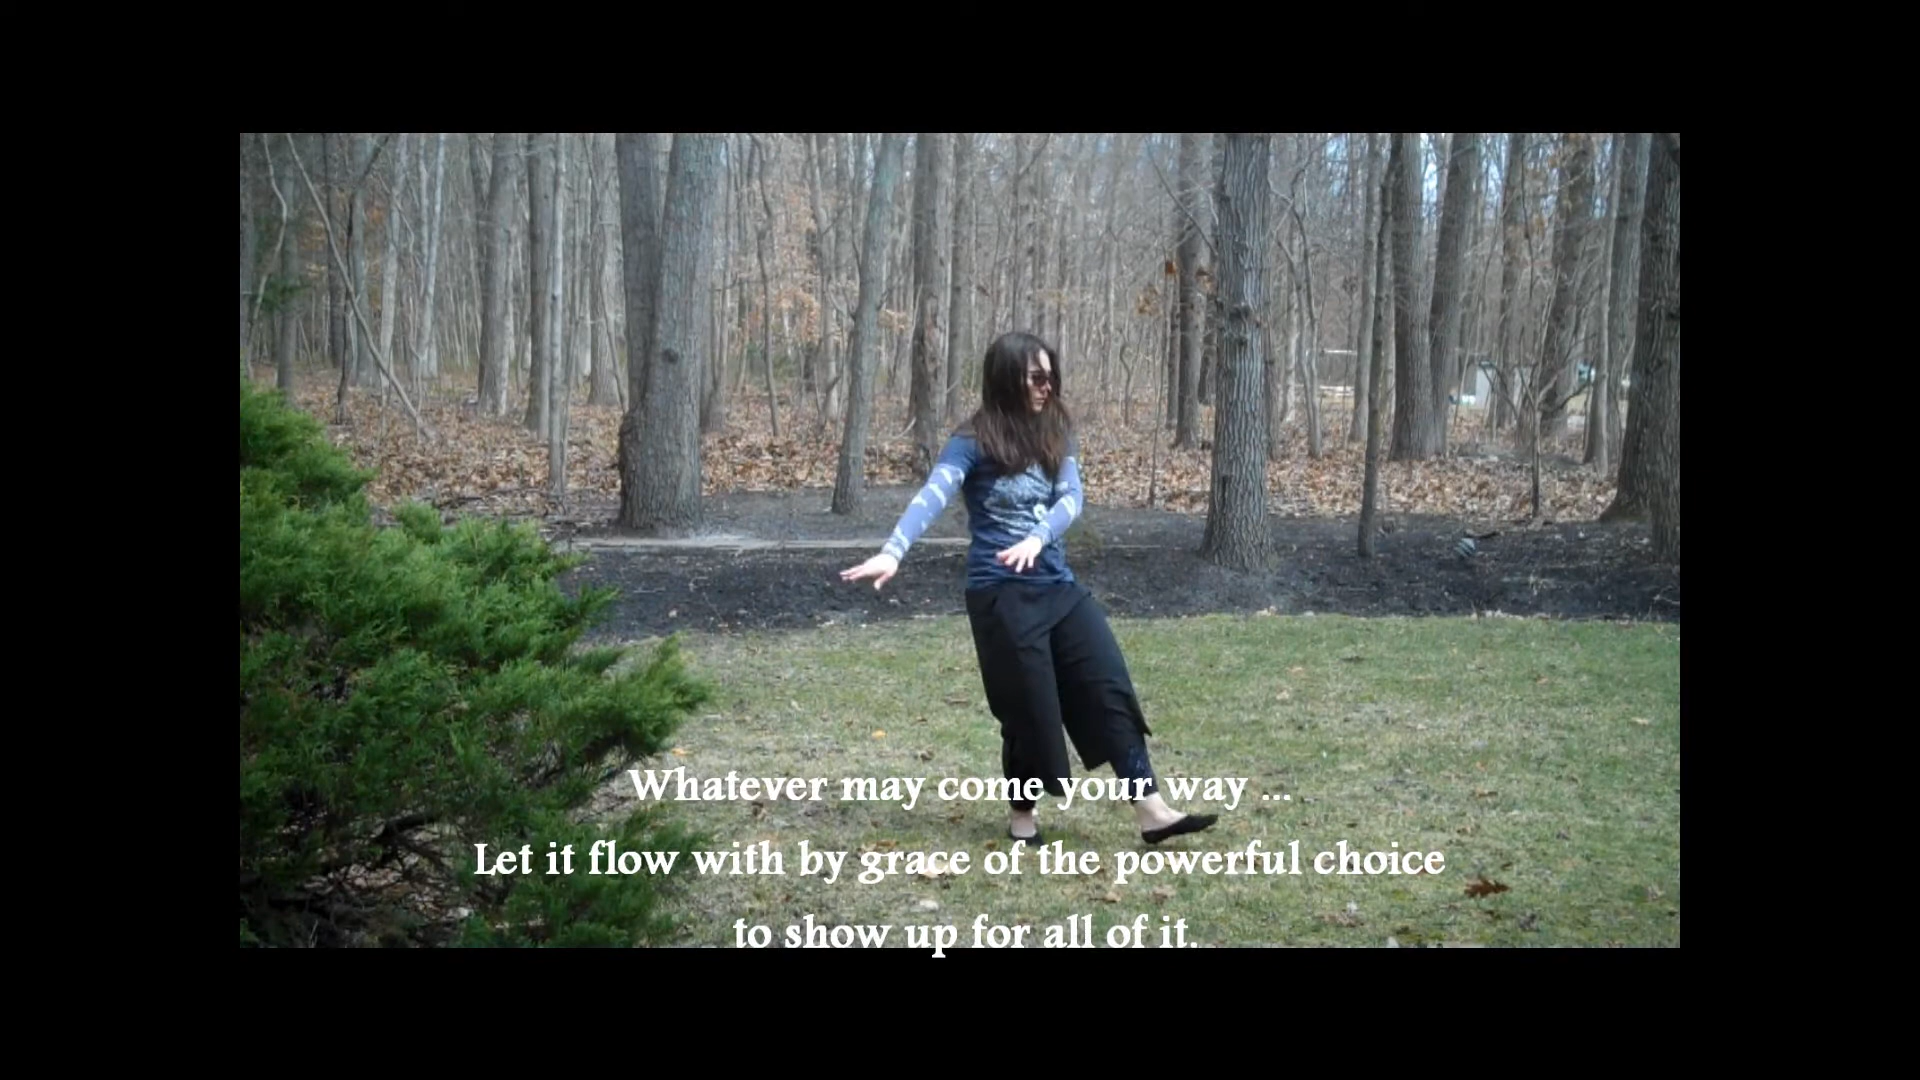 Whatever may come your way ...
Let it flow with by grace of the powerful choice
to show up for all of it.